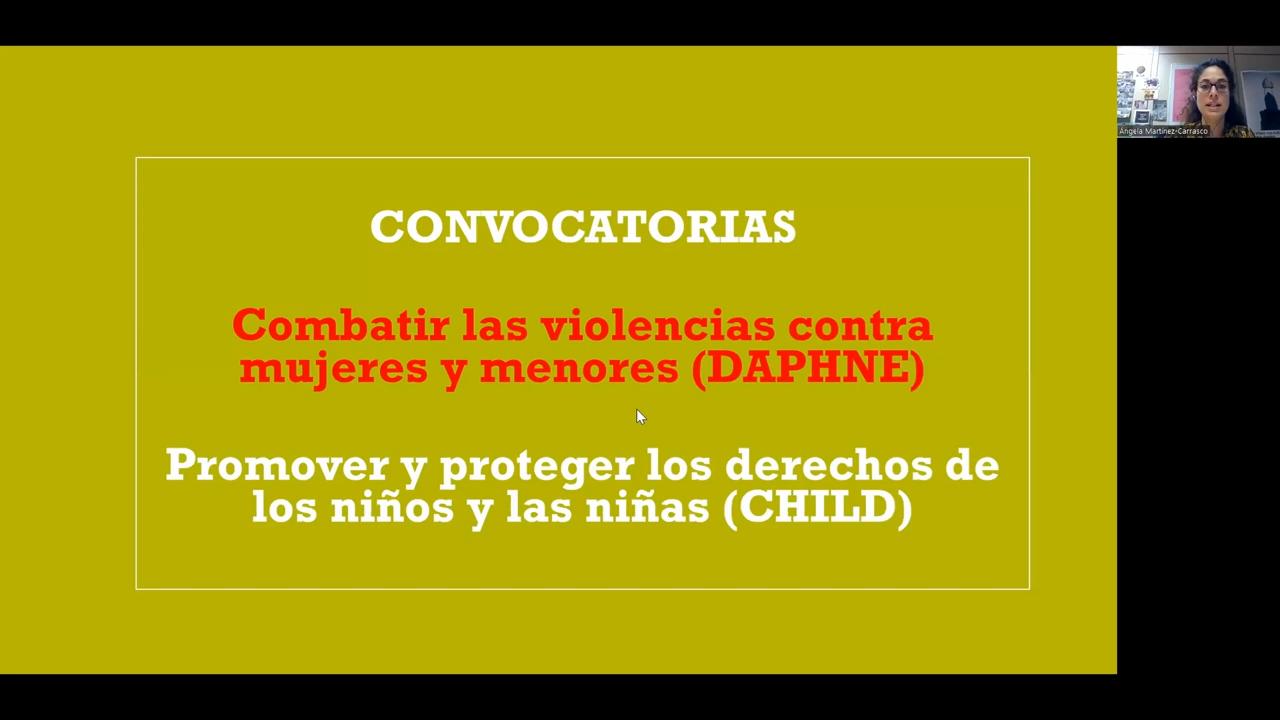 CONVOCATORIAS
Combatir las violencias contra
mujeres y menores (DAPHNE)
Promover y proteger los derechos de
los niños y las niñas (CHILD)
Ángela Martínez-Carrasco